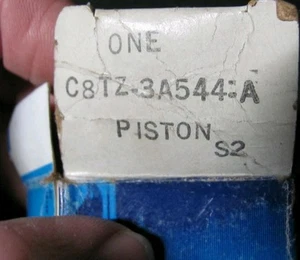 ONE
C8TZ-3A544-A
PISTON
S2